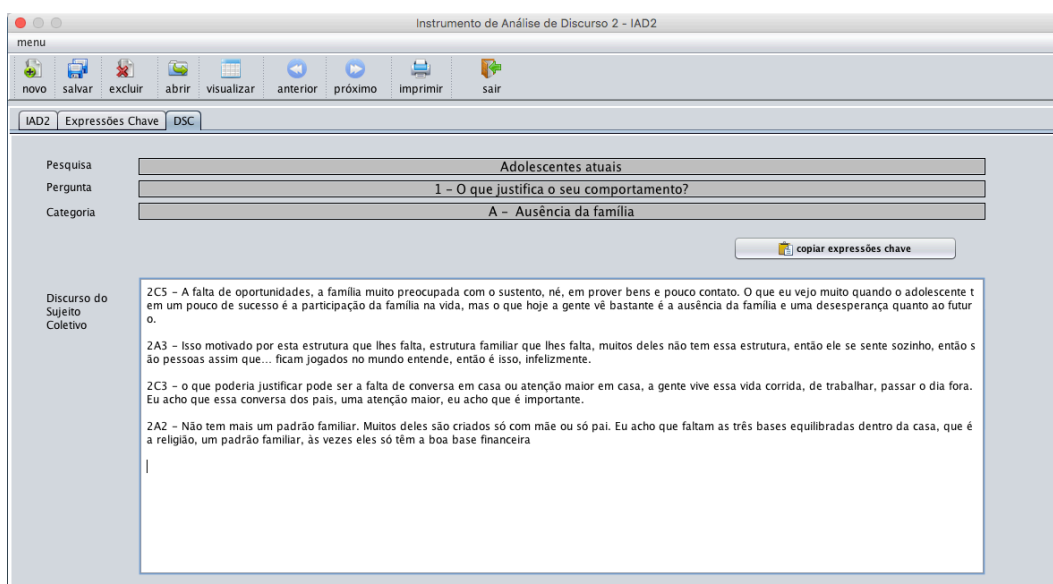 Instrumento de Análise de Discurso 2 - IAD2
menu
novo salvar excluir abrir visualizar anterior próximo imprimir sair
IAD2 Expressões Chave DSC
Pesquisa Adolescentes atuais
Pergunta 1 - O que justifica o seu comportamento?
Categoria A - Ausência da família
copiar expressões chave
Discurso do
Sujeito
Coletivo
2C5 - A falta de oportunidades, a família muito preocupada com o sustento, né, em prover bens e pouco contato. O que eu vejo muito quando o adolescente t
em um pouco de sucesso é a participação da família na vida, mas o que hoje a gente vê bastante é a ausência da família e uma desesperança quanto ao futur
o.
2A3 - Isso motivado por esta estrutura que lhes falta, estrutura familiar que lhes falta, muitos deles não tem essa estrutura, então ele se sente sozinho, então s
ão pessoas assim que... ficam jogados no mundo entende, então é isso, infelizmente.
2C3 - o que poderia justificar pode ser a falta de conversa em casa ou atenção maior em casa, a gente vive essa vida corrida, de trabalhar, passar o dia fora.
Eu acho que essa conversa dos pais, uma atenção maior, eu acho que é importante.
2A2 - Não tem mais um padrão familiar. Muitos deles são criados só com mãe ou só pai. Eu acho que faltam as três bases equilibradas dentro da casa, que é
a religião, um padrão familiar, às vezes eles só têm a boa base financeira